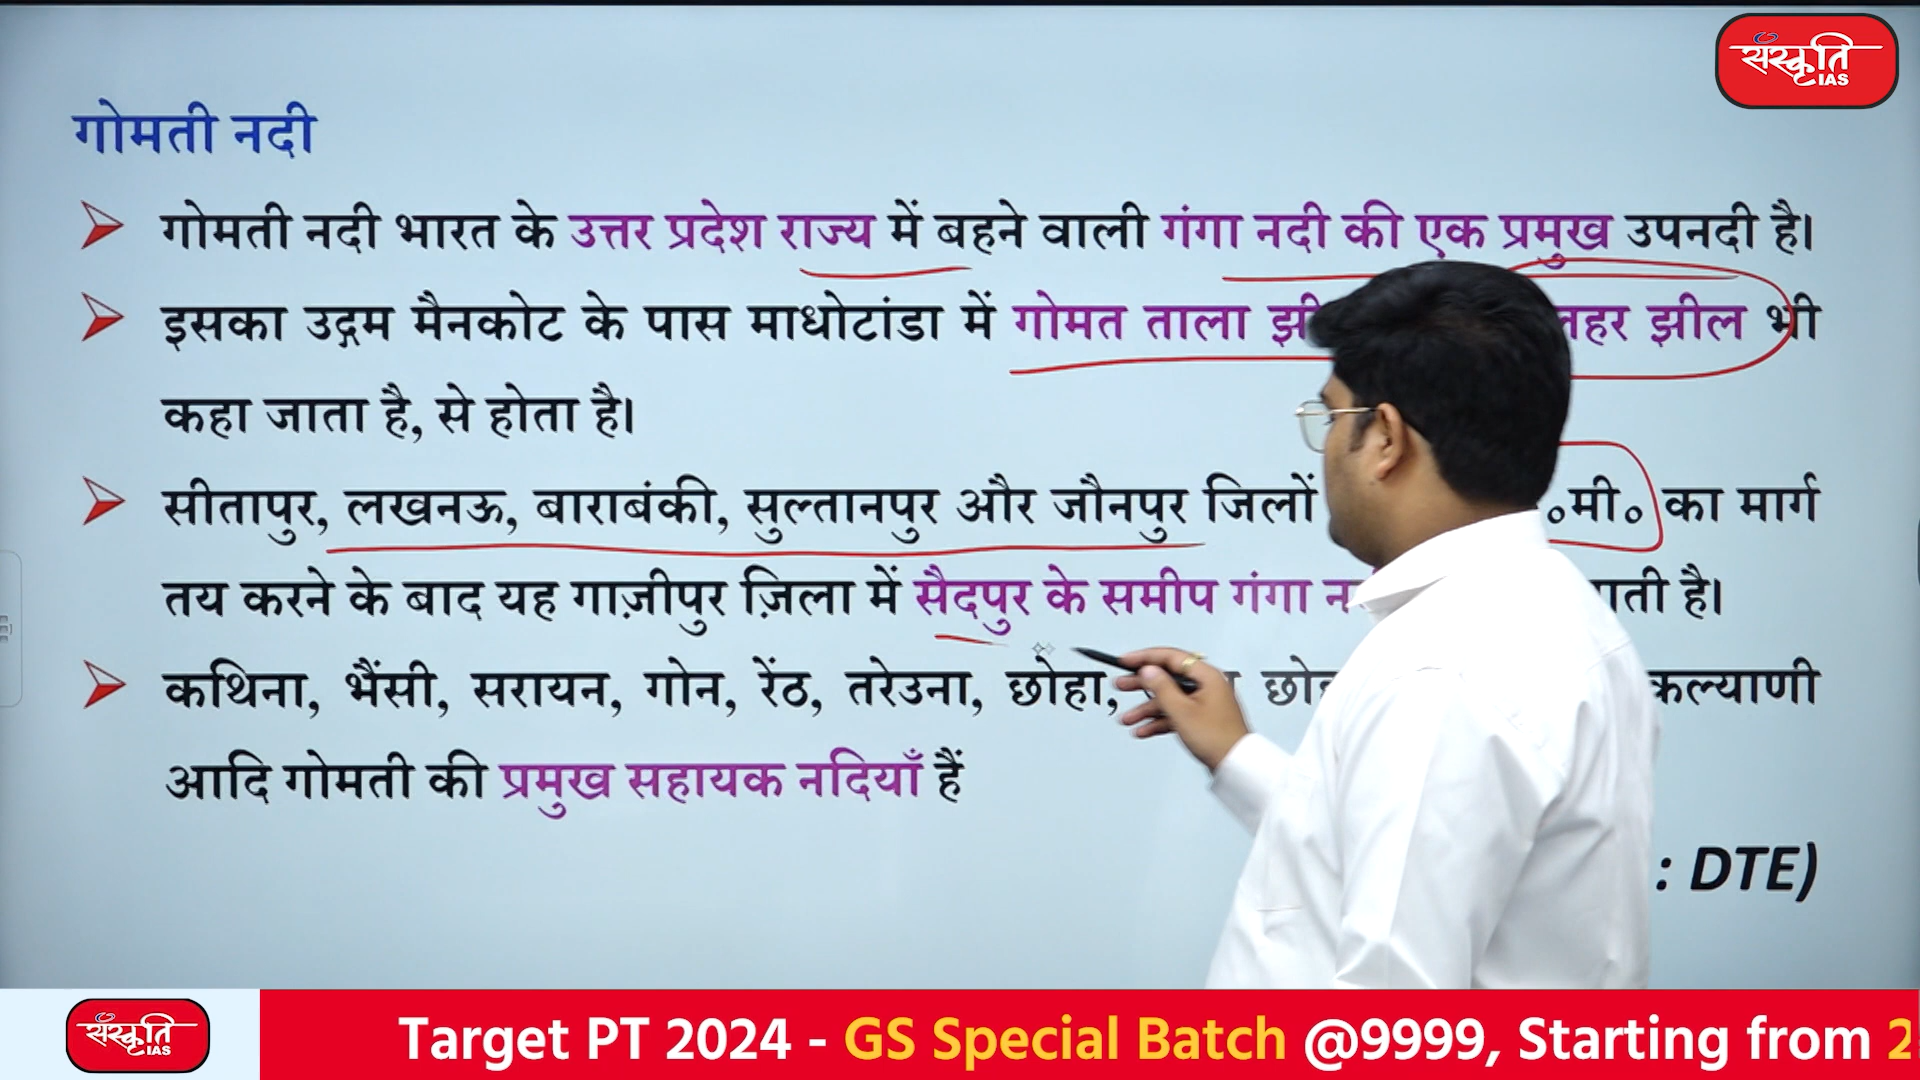 संस्कृति
IAS
गोमती नदी
गोमती नदी भारत के उत्तर प्रदेश राज्य में बहने वाली गंगा नदी की एक प्रमुख उपनदी है।
इसका उद्गम मैनकोट के पास माधोटांडा में गोमत ताला झील भी
कहा जाता है, से होता है।
सीतापुर, लखनऊ, बाराबंकी, सुल्तानपुर और जौनपुर जिलों मी० का मार्ग
तय करने के बाद यह गाज़ीपुर ज़िला में सैदपुर के समीप गंगा है।
कथिना, भैंसी, सरायन, गोन, रेंठ, तरेउना, छोहा, कल्याणी
आदि गोमती की प्रमुख सहायक नदियाँ हैं
: DTE)
संस्कृति
IAS
Target PT 2024 - GS Special Batch @9999, Starting from 2